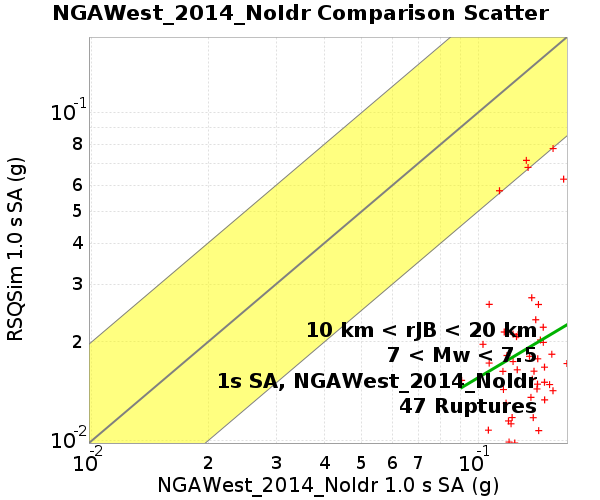 NGAWest_2014_NoIdr Comparison Scatter
RSQSim 1.0 s SA (g)
10-1
8
6
5
4
3
2
10-2
10 km < rJB < 20 km
7 < Mw < 7.5
1s SA, NGAWest_2014_NoIdr
47 Ruptures
10-2 2 3 4 5 6 7 10-1
NGAWest_2014_NoIdr 1.0 s SA (g)